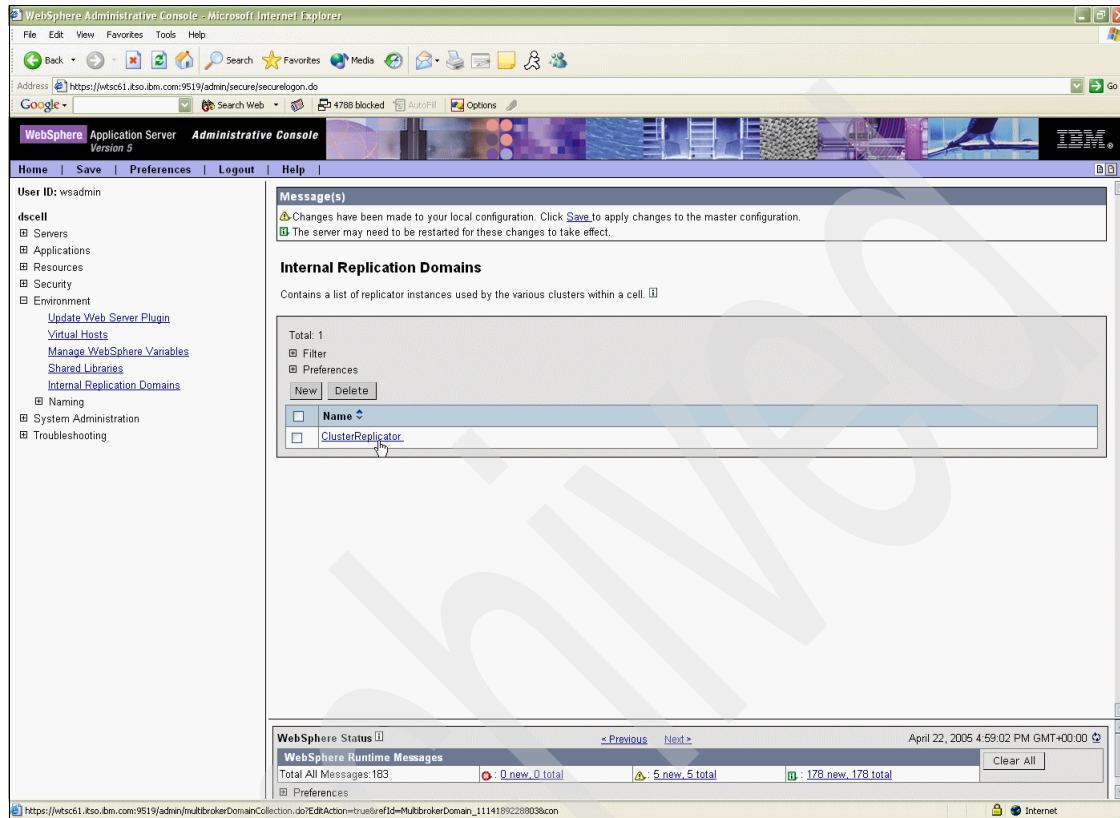 WebSphere Administrative Console - Microsoft Internet Explorer
File Edit View Favorites Tools Help
Back Search Favorites Media
Address https://wtsc61.itso.ibm.com:9519/admin/secure/securelogon.do Go
Google Search Web 4788 blocked AutoFill Options
WebSphere Application Server Administrative Console
Version 5
IBM
Home | Save | Preferences | Logout | Help |
User ID: wsadmin
dscell
Servers
Applications
Resources
Security
Environment
Update Web Server Plugin
Virtual Hosts
Manage WebSphere Variables
Shared Libraries
Internal Replication Domains
Naming
System Administration
Troubleshooting
Message(s)
Changes have been made to your local configuration. Click Save to apply changes to the master configuration.
The server may need to be restarted for these changes to take effect.
Internal Replication Domains
Contains a list of replicator instances used by the various clusters within a cell.
Total: 1
Filter
Preferences
New Delete
Name
ClusterReplicator
WebSphere Status < Previous Next > April 22, 2005 4:59:02 PM GMT+00:00
WebSphere Runtime Messages Clear All
Total All Messages:183 : 0 new, 0 total : 5 new, 5 total : 178 new, 178 total
Preferences
https://wtsc61.itso.ibm.com:9519/admin/multibrokerDomainCollection.do?EditAction=true&refId=MultibrokerDomain_1114189228803&con Internet